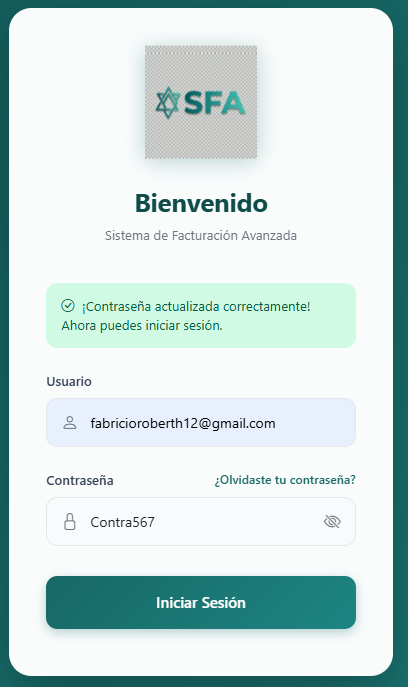 SFA
Bienvenido
Sistema de Facturación Avanzada
¡Contraseña actualizada correctamente!
Ahora puedes iniciar sesión.
Usuario
fabricioroberth12@gmail.com
Contraseña ¿Olvidaste tu contraseña?
Contra567
Iniciar Sesión